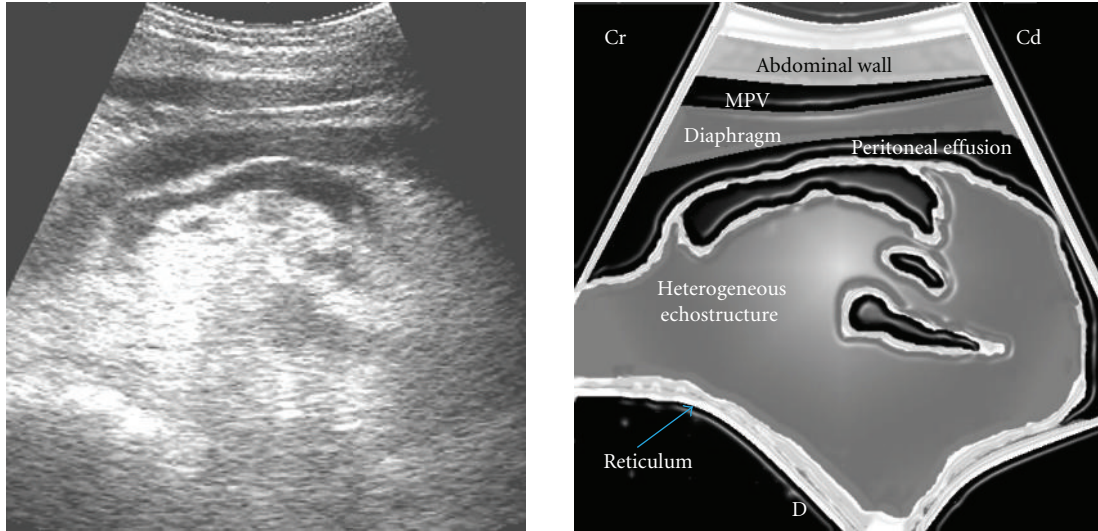 Cr
Cd
Abdominal wall
MPV
Diaphragm
Peritoneal effusion
Heterogeneous
echostructure
Reticulum
D